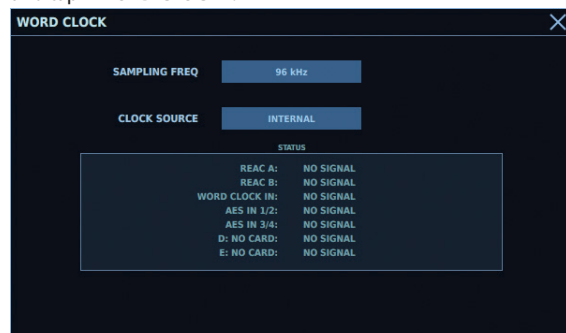 WORD CLOCK
SAMPLING FREQ 96 kHz
CLOCK SOURCE INTERNAL
STATUS
REAC A: NO SIGNAL
REAC B: NO SIGNAL
WORD CLOCK IN: NO SIGNAL
AES IN 1/2: NO SIGNAL
AES IN 3/4: NO SIGNAL
D: NO CARD: NO SIGNAL
E: NO CARD: NO SIGNAL